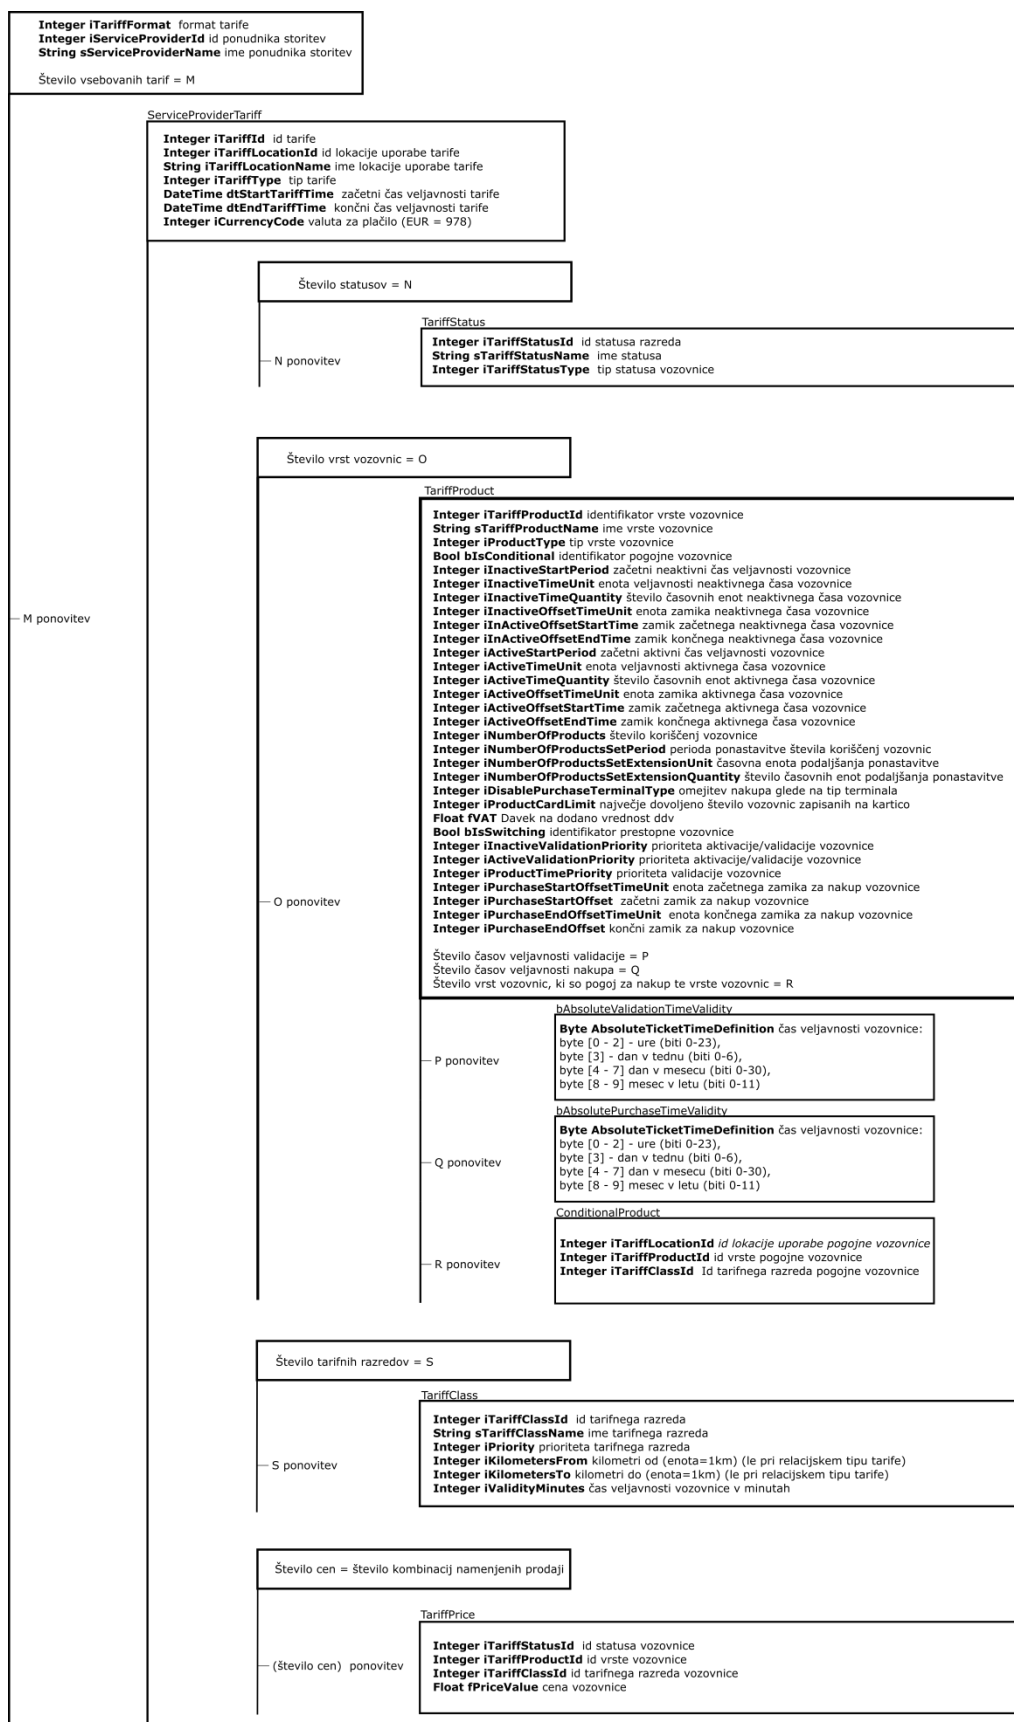 Integer iTariffFormat format tarife
Integer iServiceProviderId id ponudnika storitev
String sServiceProviderName ime ponudnika storitev
Število vsebovanih tarif = M
ServiceProviderTariff
Integer iTariffId id tarife
Integer iTariffLocationId id lokacije uporabe tarife
String iTariffLocationName ime lokacije uporabe tarife
Integer iTariffType tip tarife
DateTime dtStartTariffTime začetni čas veljavnosti tarife
DateTime dtEndTariffTime končni čas veljavnosti tarife
Integer iCurrencyCode valuta za plačilo (EUR = 978)
Število statusov = N
TariffStatus
Integer iTariffStatusId id statusa razreda
String sTariffStatusName ime statusa
Integer iTariffStatusType tip statusa vozovnice
N ponovitev
Število vrst vozovnic = O
TariffProduct
Integer iTariffProductId identifikator vrste vozovnice
String sTariffProductName ime vrste vozovnice
Integer iProductType tip vrste vozovnice
Bool bIsConditional identifikator pogojne vozovnice
Integer iInactiveStartPeriod začetni neaktivni čas veljavnosti vozovnice
Integer iInactiveTimeUnit enota veljavnosti neaktivnega časa vozovnice
Integer iInactiveTimeQuantity število časovnih enot neaktivnega časa vozovnice
Integer iInactiveOffsetTimeUnit enota zamika neaktivnega časa vozovnice
Integer iInActiveOffsetStartTime zamik začetnega neaktivnega časa vozovnice
Integer iInActiveOffsetEndTime zamik končnega neaktivnega časa vozovnice
Integer iActiveStartPeriod začetni aktivni čas veljavnosti vozovnice
Integer iActiveTimeUnit enota veljavnosti aktivnega časa vozovnice
Integer iActiveTimeQuantity število časovnih enot aktivnega časa vozovnice
Integer iActiveOffsetTimeUnit enota zamika aktivnega časa vozovnice
Integer iActiveOffsetStartTime zamik začetnega aktivnega časa vozovnice
Integer iActiveOffsetEndTime zamik končnega aktivnega časa vozovnice
Integer iNumberOfProducts število koriščenj vozovnice
Integer iNumberOfProductsSetPeriod perioda ponastavitve števila koriščenj vozovnic
Integer iNumberOfProductsSetExtensionUnit časovna enota podaljšanja ponastavitve
Integer iNumberOfProductsSetExtensionQuantity število časovnih enot podaljšanja ponastavitve
Integer iDisablePurchaseTerminalType omejitev nakupa glede na tip terminala
Integer iProductCardLimit največje dovoljeno število vozovnic zapisanih na kartico
Float fVAT Davek na dodano vrednost ddv
Bool bIsSwitching identifikator prestopne vozovnice
Integer iInactiveValidationPriority prioriteta aktivacije/validacije vozovnice
Integer iActiveValidationPriority prioriteta aktivacije/validacije vozovnice
Integer iProductTimePriority prioriteta validacije vozovnice
Integer iPurchaseStartOffsetTimeUnit enota začetnega zamika za nakup vozovnice
Integer iPurchaseStartOffset začetni zamik za nakup vozovnice
Integer iPurchaseEndOffsetTimeUnit enota končnega zamika za nakup vozovnice
Integer iPurchaseEndOffset končni zamik za nakup vozovnice
Število časov veljavnosti validacije = P
Število časov veljavnosti nakupa = Q
Število vrst vozovnic, ki so pogoj za nakup te vrste vozovnic = R
M ponovitev
O ponovitev
bAbsoluteValidationTimeValidity
Byte AbsoluteTicketTimeDefinition čas veljavnosti vozovnice:
byte [0 - 2] - ure (biti 0-23),
byte [3] - dan v tednu (biti 0-6),
byte [4 - 7] dan v mesecu (biti 0-30),
byte [8 - 9] mesec v letu (biti 0-11)
P ponovitev
bAbsolutePurchaseTimeValidity
Byte AbsoluteTicketTimeDefinition čas veljavnosti vozovnice:
byte [0 - 2] - ure (biti 0-23),
byte [3] - dan v tednu (biti 0-6),
byte [4 - 7] dan v mesecu (biti 0-30),
byte [8 - 9] mesec v letu (biti 0-11)
Q ponovitev
ConditionalProduct
Integer iTariffLocationId id lokacije uporabe pogojne vozovnice
Integer iTariffProductId id vrste pogojne vozovnice
Integer iTariffClassId Id tarifnega razreda pogojne vozovnice
R ponovitev
Število tarifnih razredov = S
TariffClass
Integer iTariffClassId id tarifnega razreda
String sTariffClassName ime tarifnega razreda
Integer iPriority prioriteta tarifnega razreda
Integer iKilometersFrom kilometri od (enota=1km) (le pri relacijskem tipu tarife)
Integer iKilometersTo kilometri do (enota=1km) (le pri relacijskem tipu tarife)
Integer iValidityMinutes čas veljavnosti vozovnice v minutah
S ponovitev
Število cen = število kombinacij namenjenih prodaji
TariffPrice
Integer iTariffStatusId id statusa vozovnice
Integer iTariffProductId id vrste vozovnice
Integer iTariffClassId id tarifnega razreda vozovnice
Float fPriceValue cena vozovnice
(število cen) ponovitev